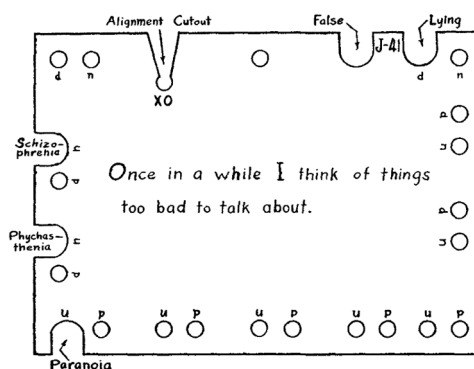 Alignment Cutout
False
Lying
J-41
d n
d n
XO
p
u
Schizo-
phrenia
u
p
Once in a while I think of things
too bad to talk about.
p
u
Phychas-
thenia
u
p
u p u p u p u p u p
Paranoia